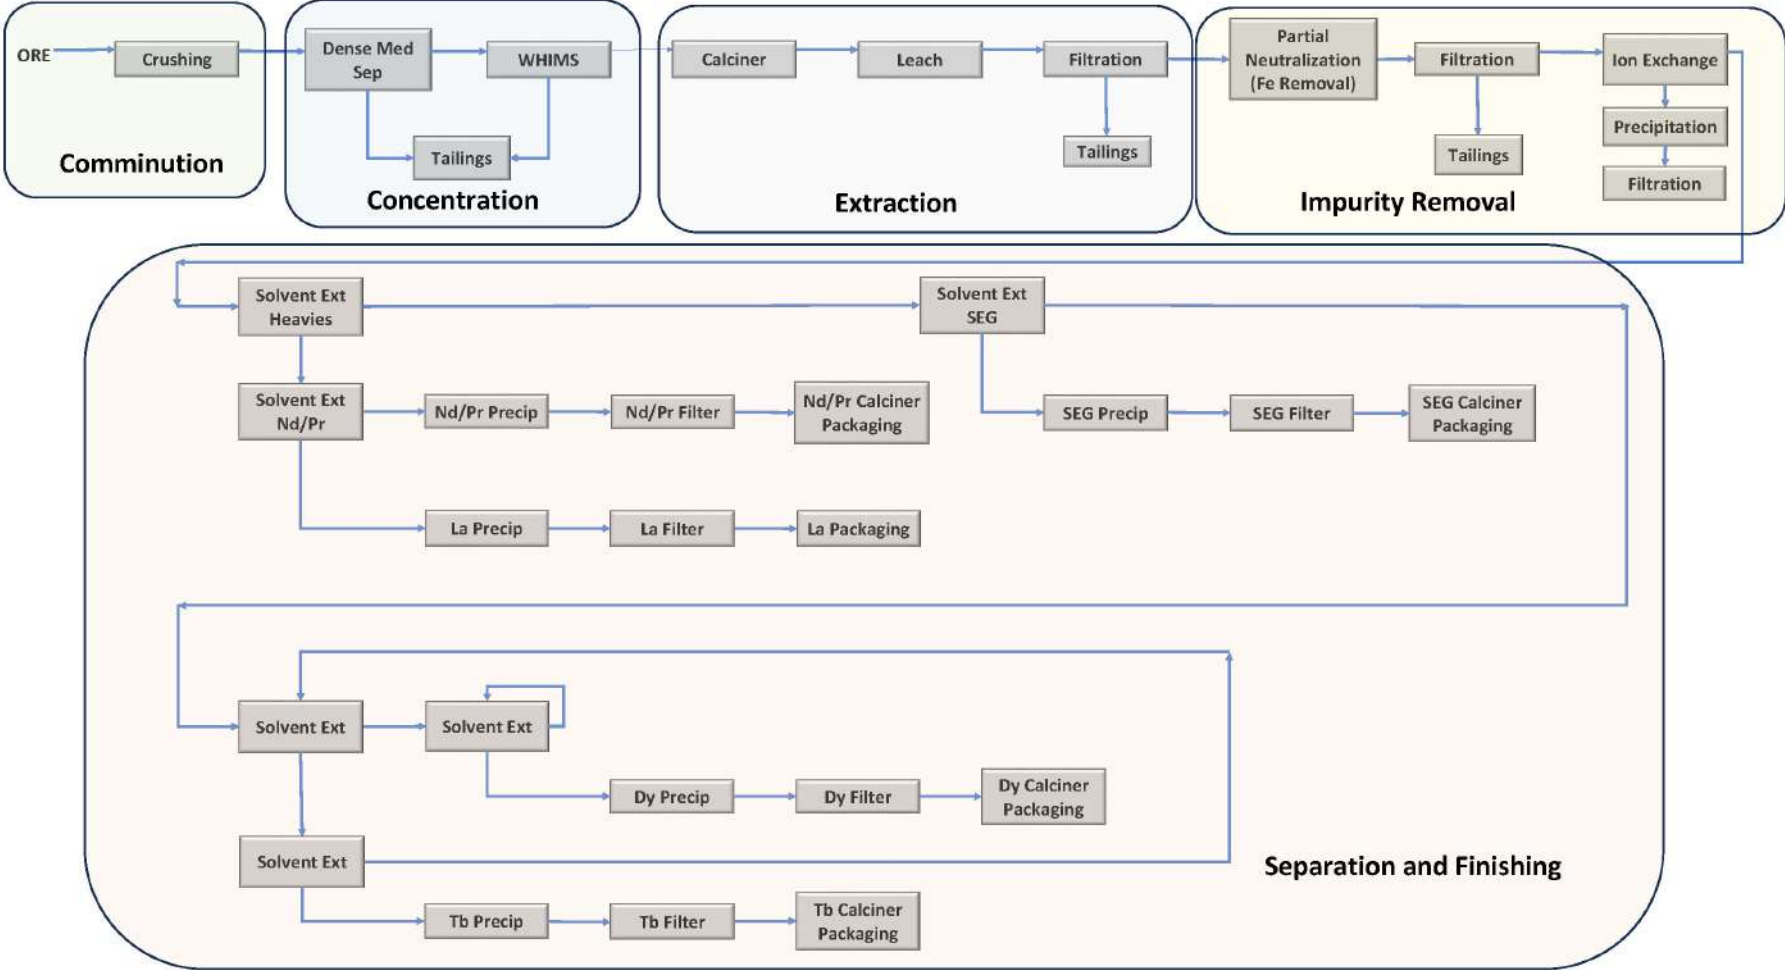 ORE
Crushing
Comminution
Dense Med
Sep
WHIMS
Tailings
Concentration
Calciner
Leach
Filtration
Tailings
Extraction
Partial
Neutralization
(Fe Removal)
Filtration
Tailings
Ion Exchange
Precipitation
Filtration
Impurity Removal
Solvent Ext
Heavies
Solvent Ext
SEG
Solvent Ext
Nd/Pr
Nd/Pr Precip
Nd/Pr Filter
Nd/Pr Calciner
Packaging
SEG Precip
SEG Filter
SEG Calciner
Packaging
La Precip
La Filter
La Packaging
Solvent Ext
Solvent Ext
Dy Precip
Dy Filter
Dy Calciner
Packaging
Solvent Ext
Separation and Finishing
Tb Precip
Tb Filter
Tb Calciner
Packaging